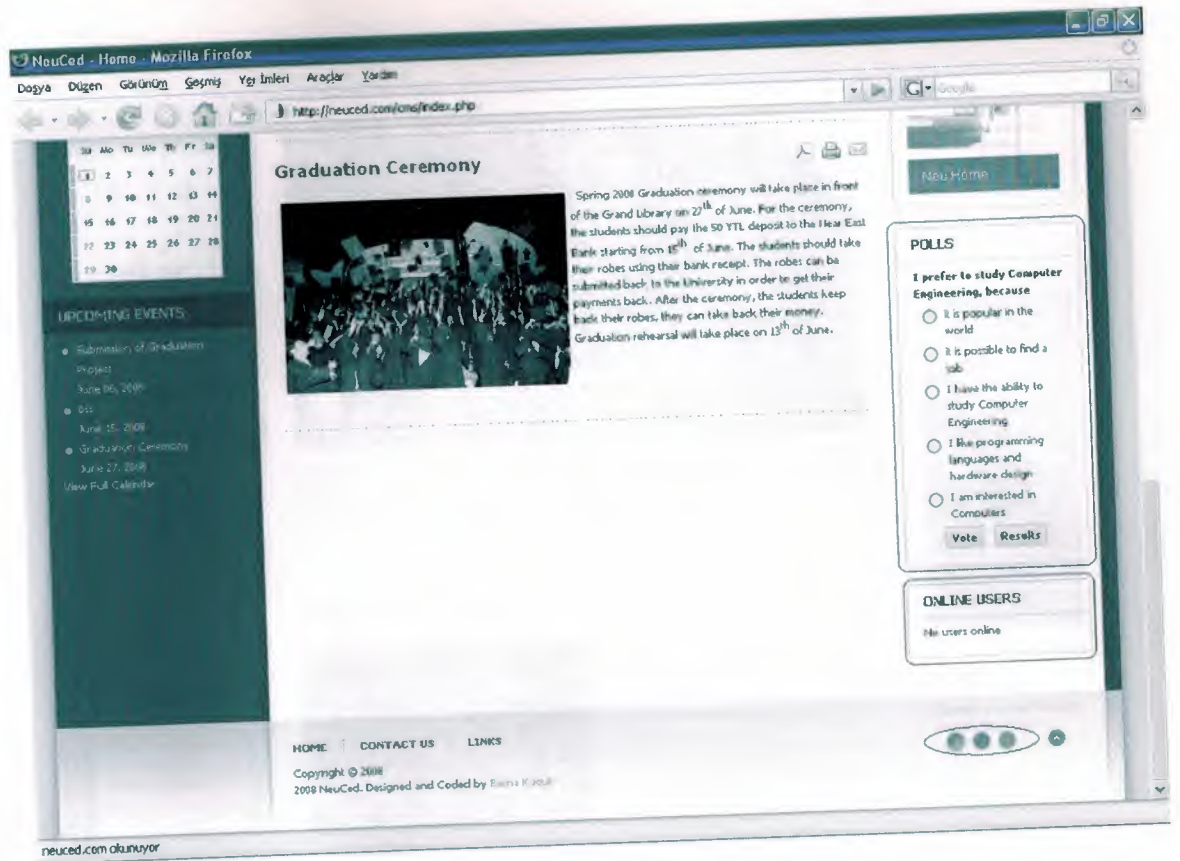 NeuCed - Home - Mozilla Firefox
Dosya Düzen Görünüm Geçmiş Yer İmleri Araçlar Yardım
http://neuced.com/cms/index.php
Google
Su Mo Tu We Th Fr Sa
1 2 3 4 5 6 7
8 9 10 11 12 13 14
15 16 17 18 19 20 21
22 23 24 25 26 27 28
29 30
UPCOMING EVENTS
Submission of Graduation
Project
June 06, 2008
June 15, 2008
Graduation Ceremony
June 27, 2008
View Full Calendar
Graduation Ceremony
Spring 2008 Graduation ceremony will take place in front
of the Grand Library on 27th of June. For the ceremony,
the students should pay the 50 YTL deposit to the Near East
Bank starting from 15th of June. The students should take
their robes using their bank receipt. The robes can be
submitted back to the University in order to get their
payments back. After the ceremony, the students keep
back their robes, they can take back their money.
Graduation rehearsal will take place on 13th of June.
Neu Home
POLLS
I prefer to study Computer
Engineering, because
it is popular in the
world
it is possible to find a
job
I have the ability to
study Computer
Engineering
I like programming
languages and
hardware design
I am interested in
Computers
Vote Results
ONLINE USERS
No users online
HOME CONTACT US LINKS
Copyright © 2008
2008 NeuCed. Designed and Coded by
neuced.com okunuyor